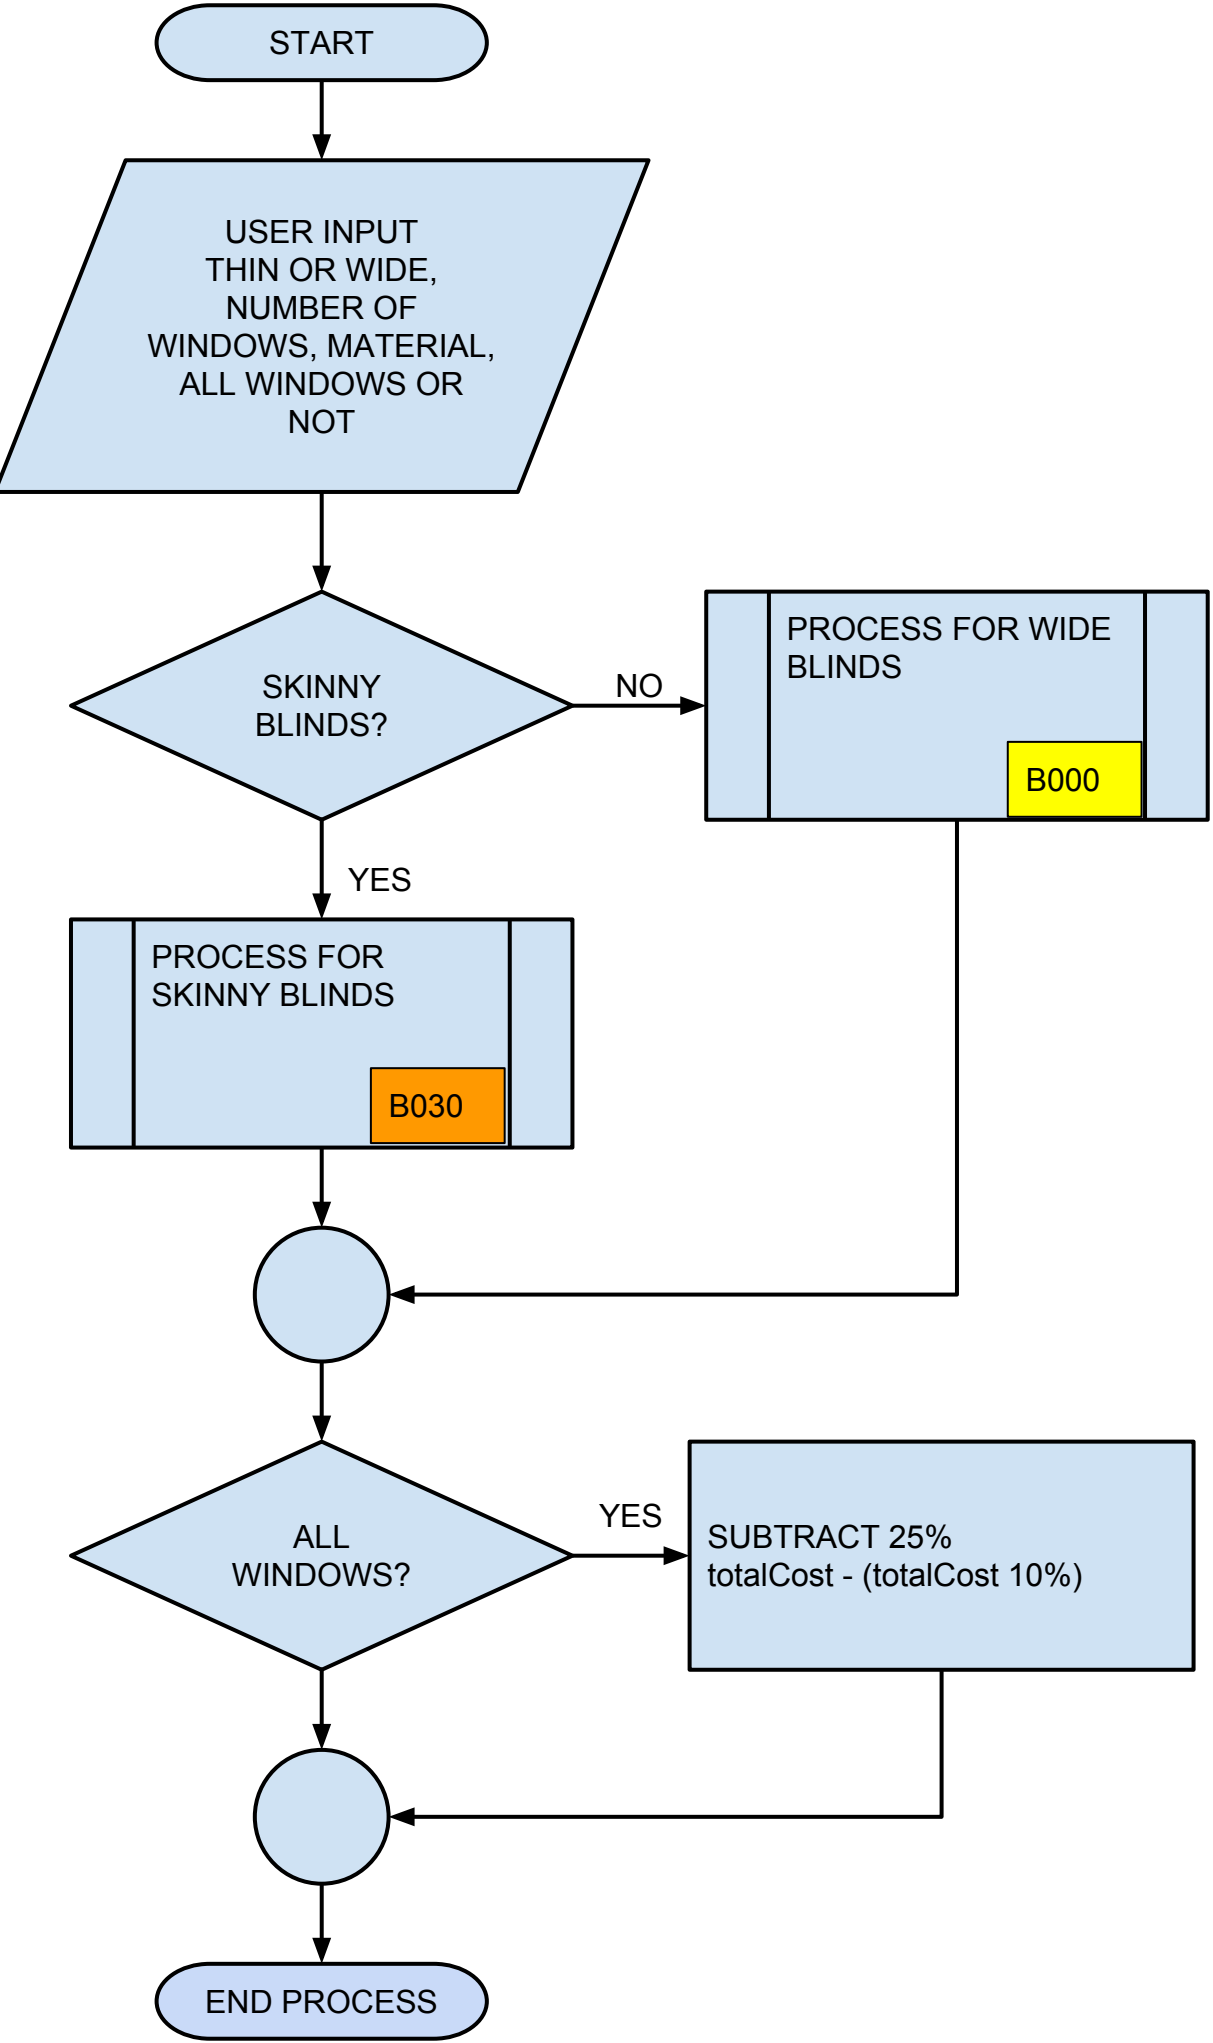 START
USER INPUT
THIN OR WIDE,
NUMBER OF
WINDOWS, MATERIAL,
ALL WINDOWS OR
NOT
SKINNY
BLINDS?
NO
PROCESS FOR WIDE
BLINDS
B000
YES
PROCESS FOR
SKINNY BLINDS
B030
ALL
WINDOWS?
YES
SUBTRACT 25%
totalCost - (totalCost 10%)
END PROCESS